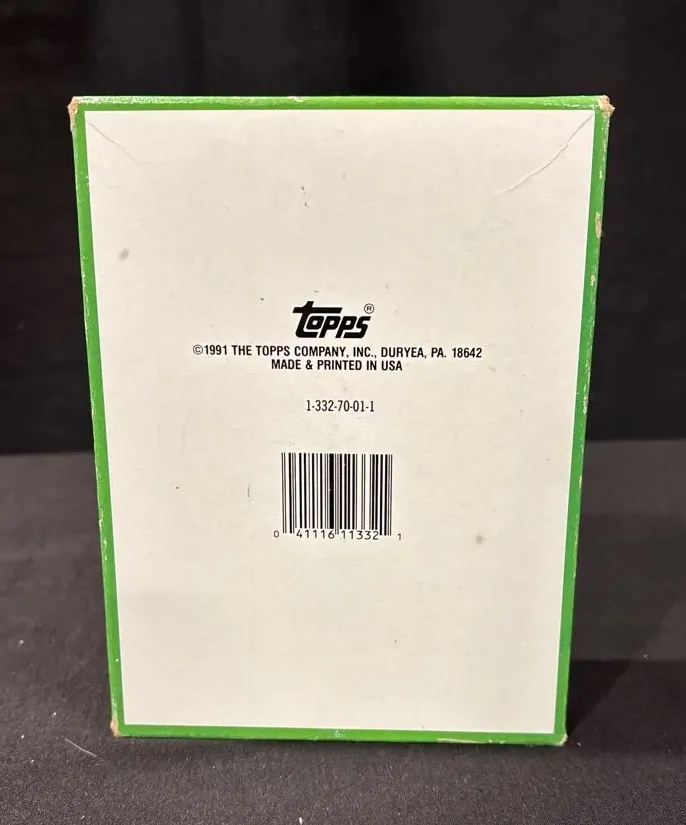 topps®
©1991 THE TOPPS COMPANY, INC., DURYEA, PA. 18642
MADE & PRINTED IN USA
1-332-70-01-1
0 41116 11332 1